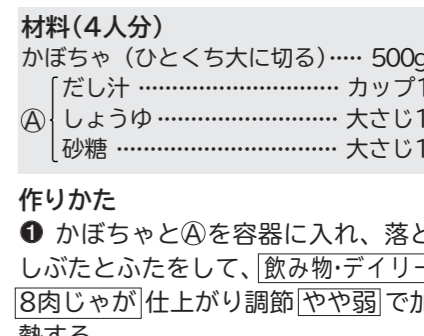 材料(4人分)
かぼちゃ（ひとくち大に切る）····· 500g
だし汁 ······························ カップ1
Ⓐ しょうゆ ··························· 大さじ1
砂糖 ································· 大さじ1
作りかた
❶ かぼちゃとⒶを容器に入れ、落と
しぶたとふたをして、飲み物・デイリー
8肉じゃが 仕上がり調節 やや弱 で加
熱する